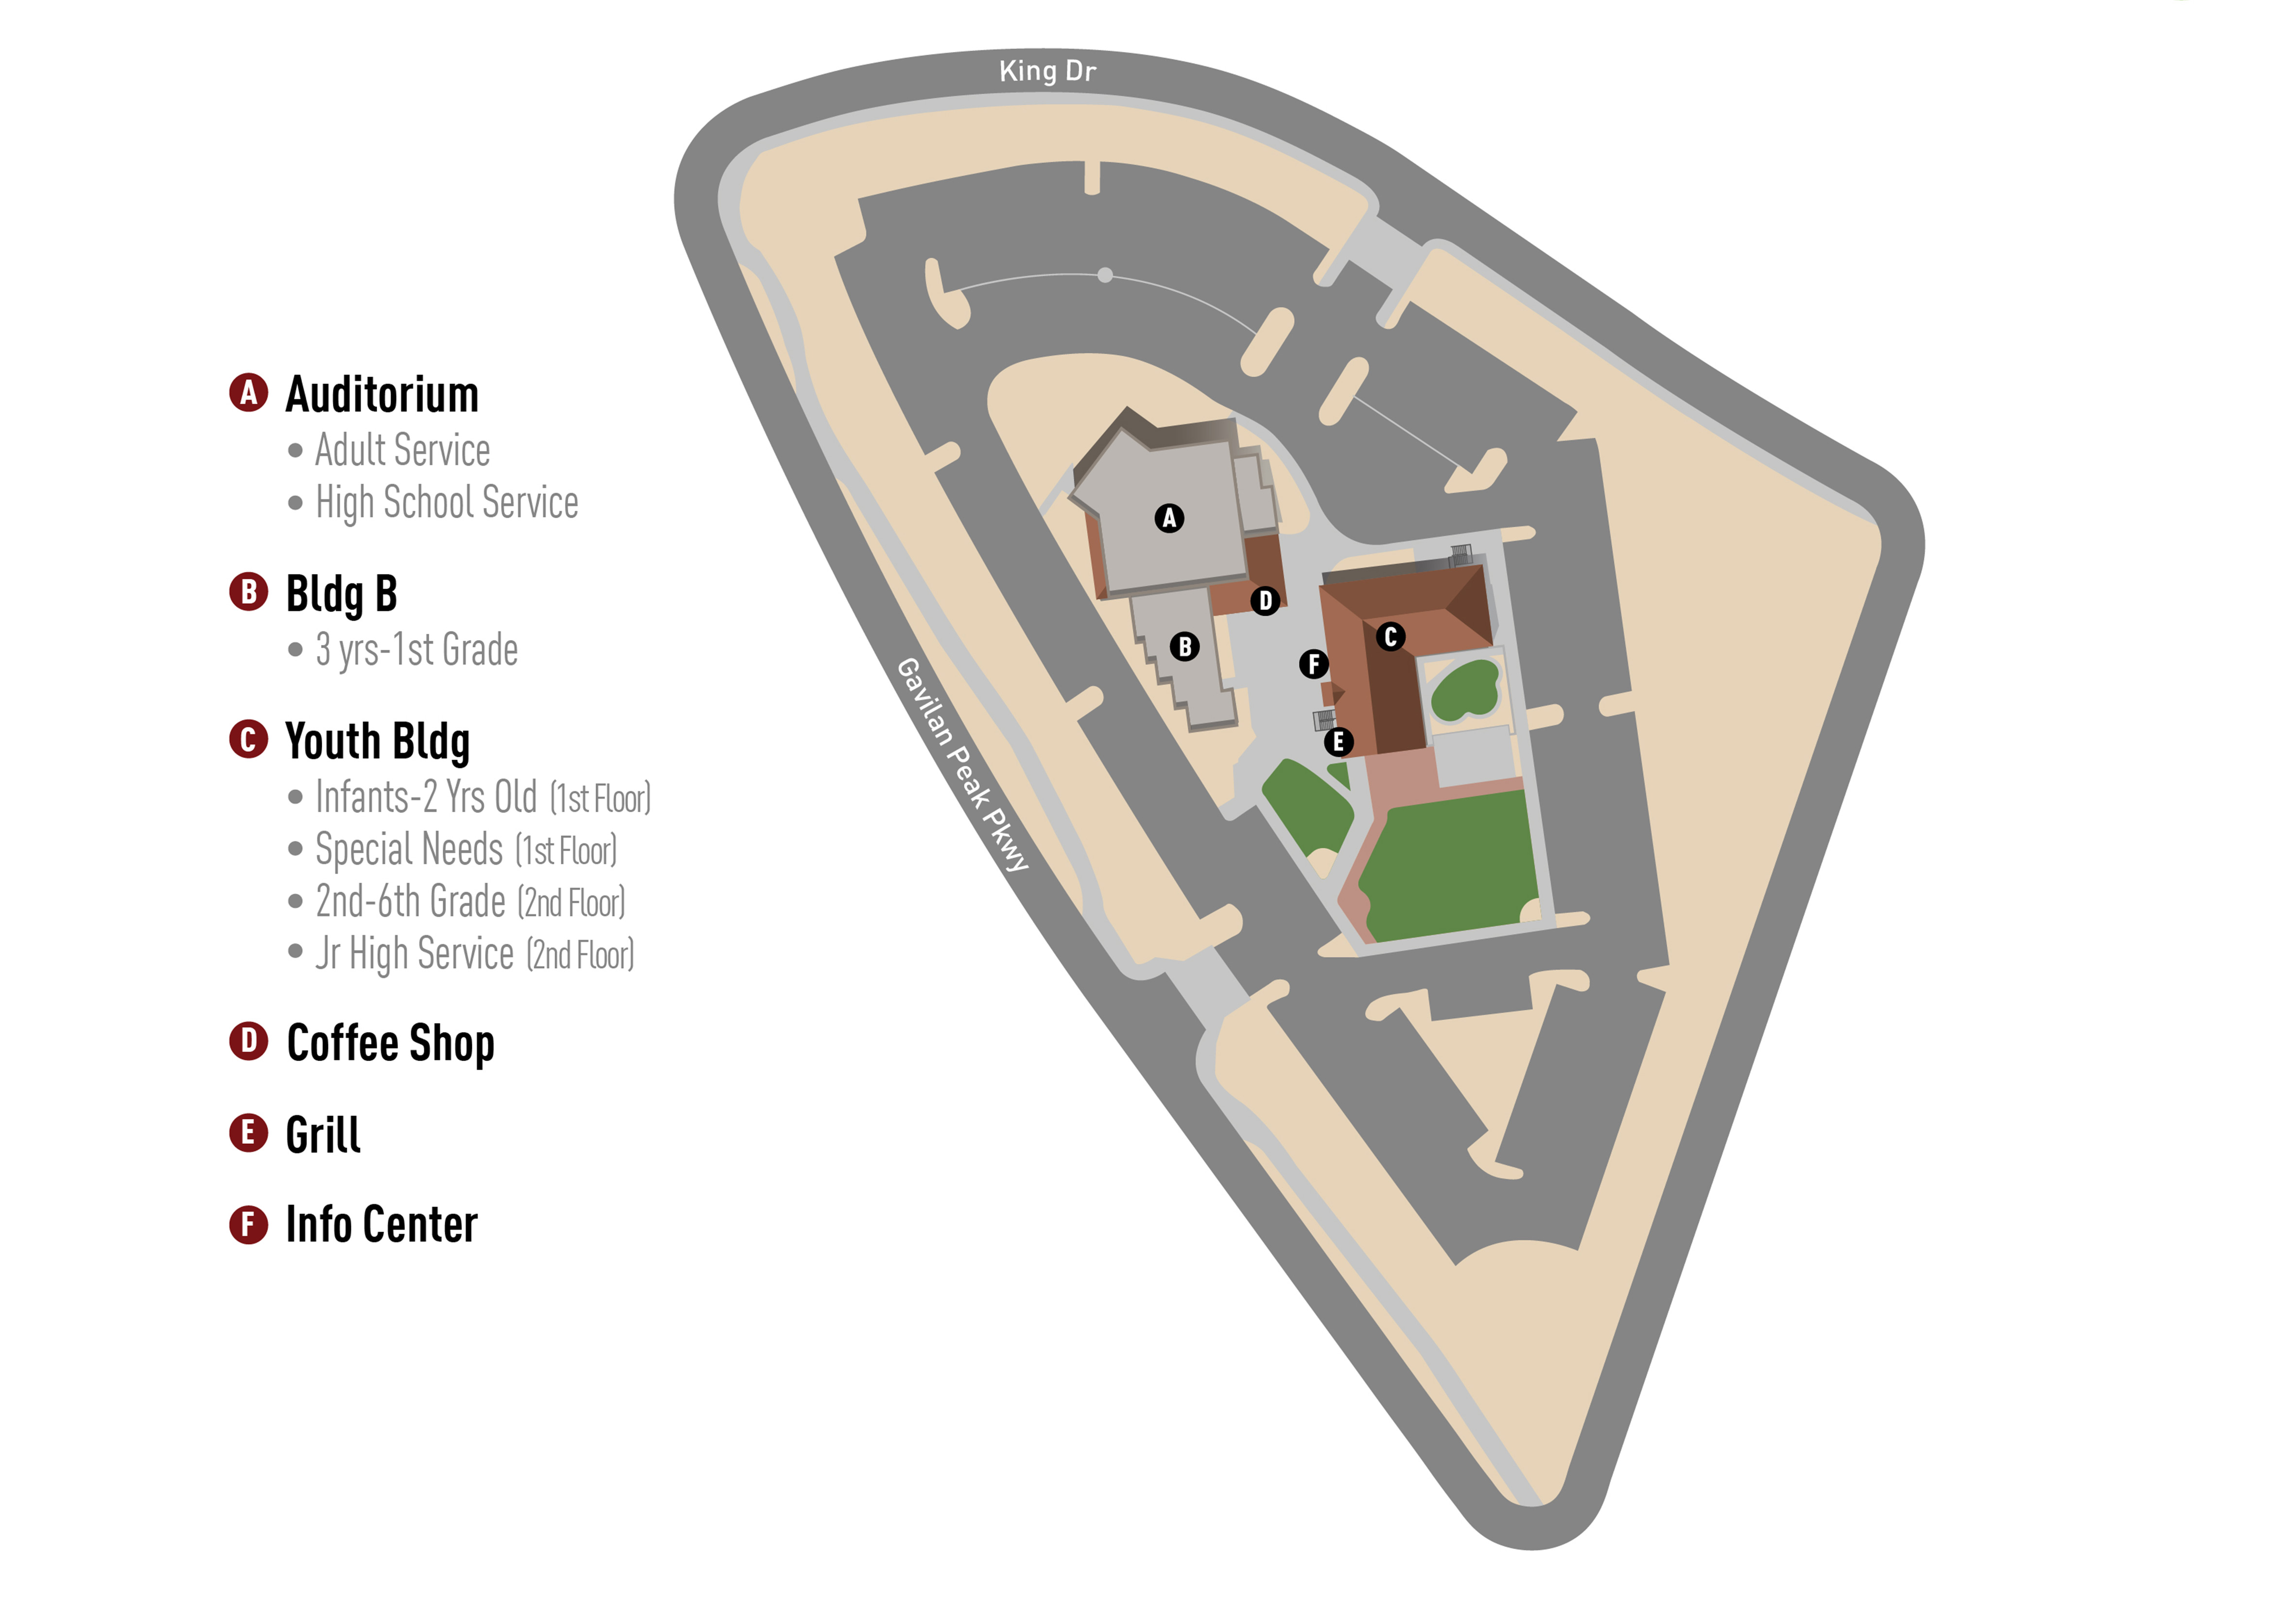 King Dr
A Auditorium
• Adult Service
• High School Service
B Bldg B
• 3 yrs-1st Grade
C Youth Bldg
• Infants-2 Yrs Old (1st Floor)
• Special Needs (1st Floor)
• 2nd-6th Grade (2nd Floor)
• Jr High Service (2nd Floor)
D Coffee Shop
E Grill
F Info Center
A
D
C
B
F
E
Gavilan Peak Pkwy